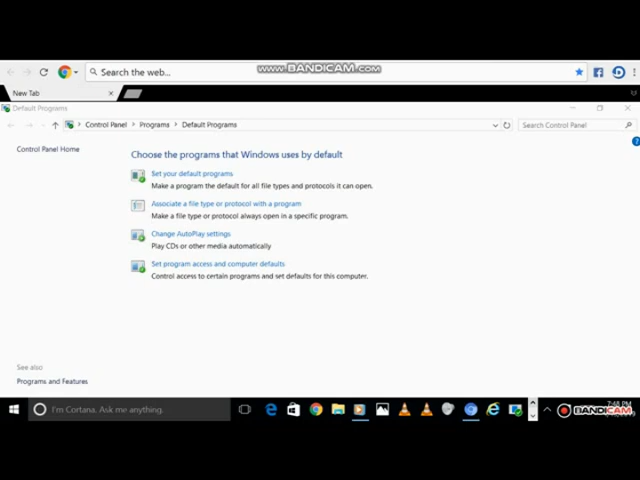 Search the web...
WWW.BANDICAM.COM
New Tab
Default Programs
Control Panel > Programs > Default Programs
Search Control Panel
Control Panel Home
Choose the programs that Windows uses by default
Set your default programs
Make a program the default for all file types and protocols it can open.
Associate a file type or protocol with a program
Make a file type or protocol always open in a specific program.
Change AutoPlay settings
Play CDs or other media automatically
Set program access and computer defaults
Control access to certain programs and set defaults for this computer.
See also
Programs and Features
I'm Cortana. Ask me anything.
7:48 PM
BANDICAM